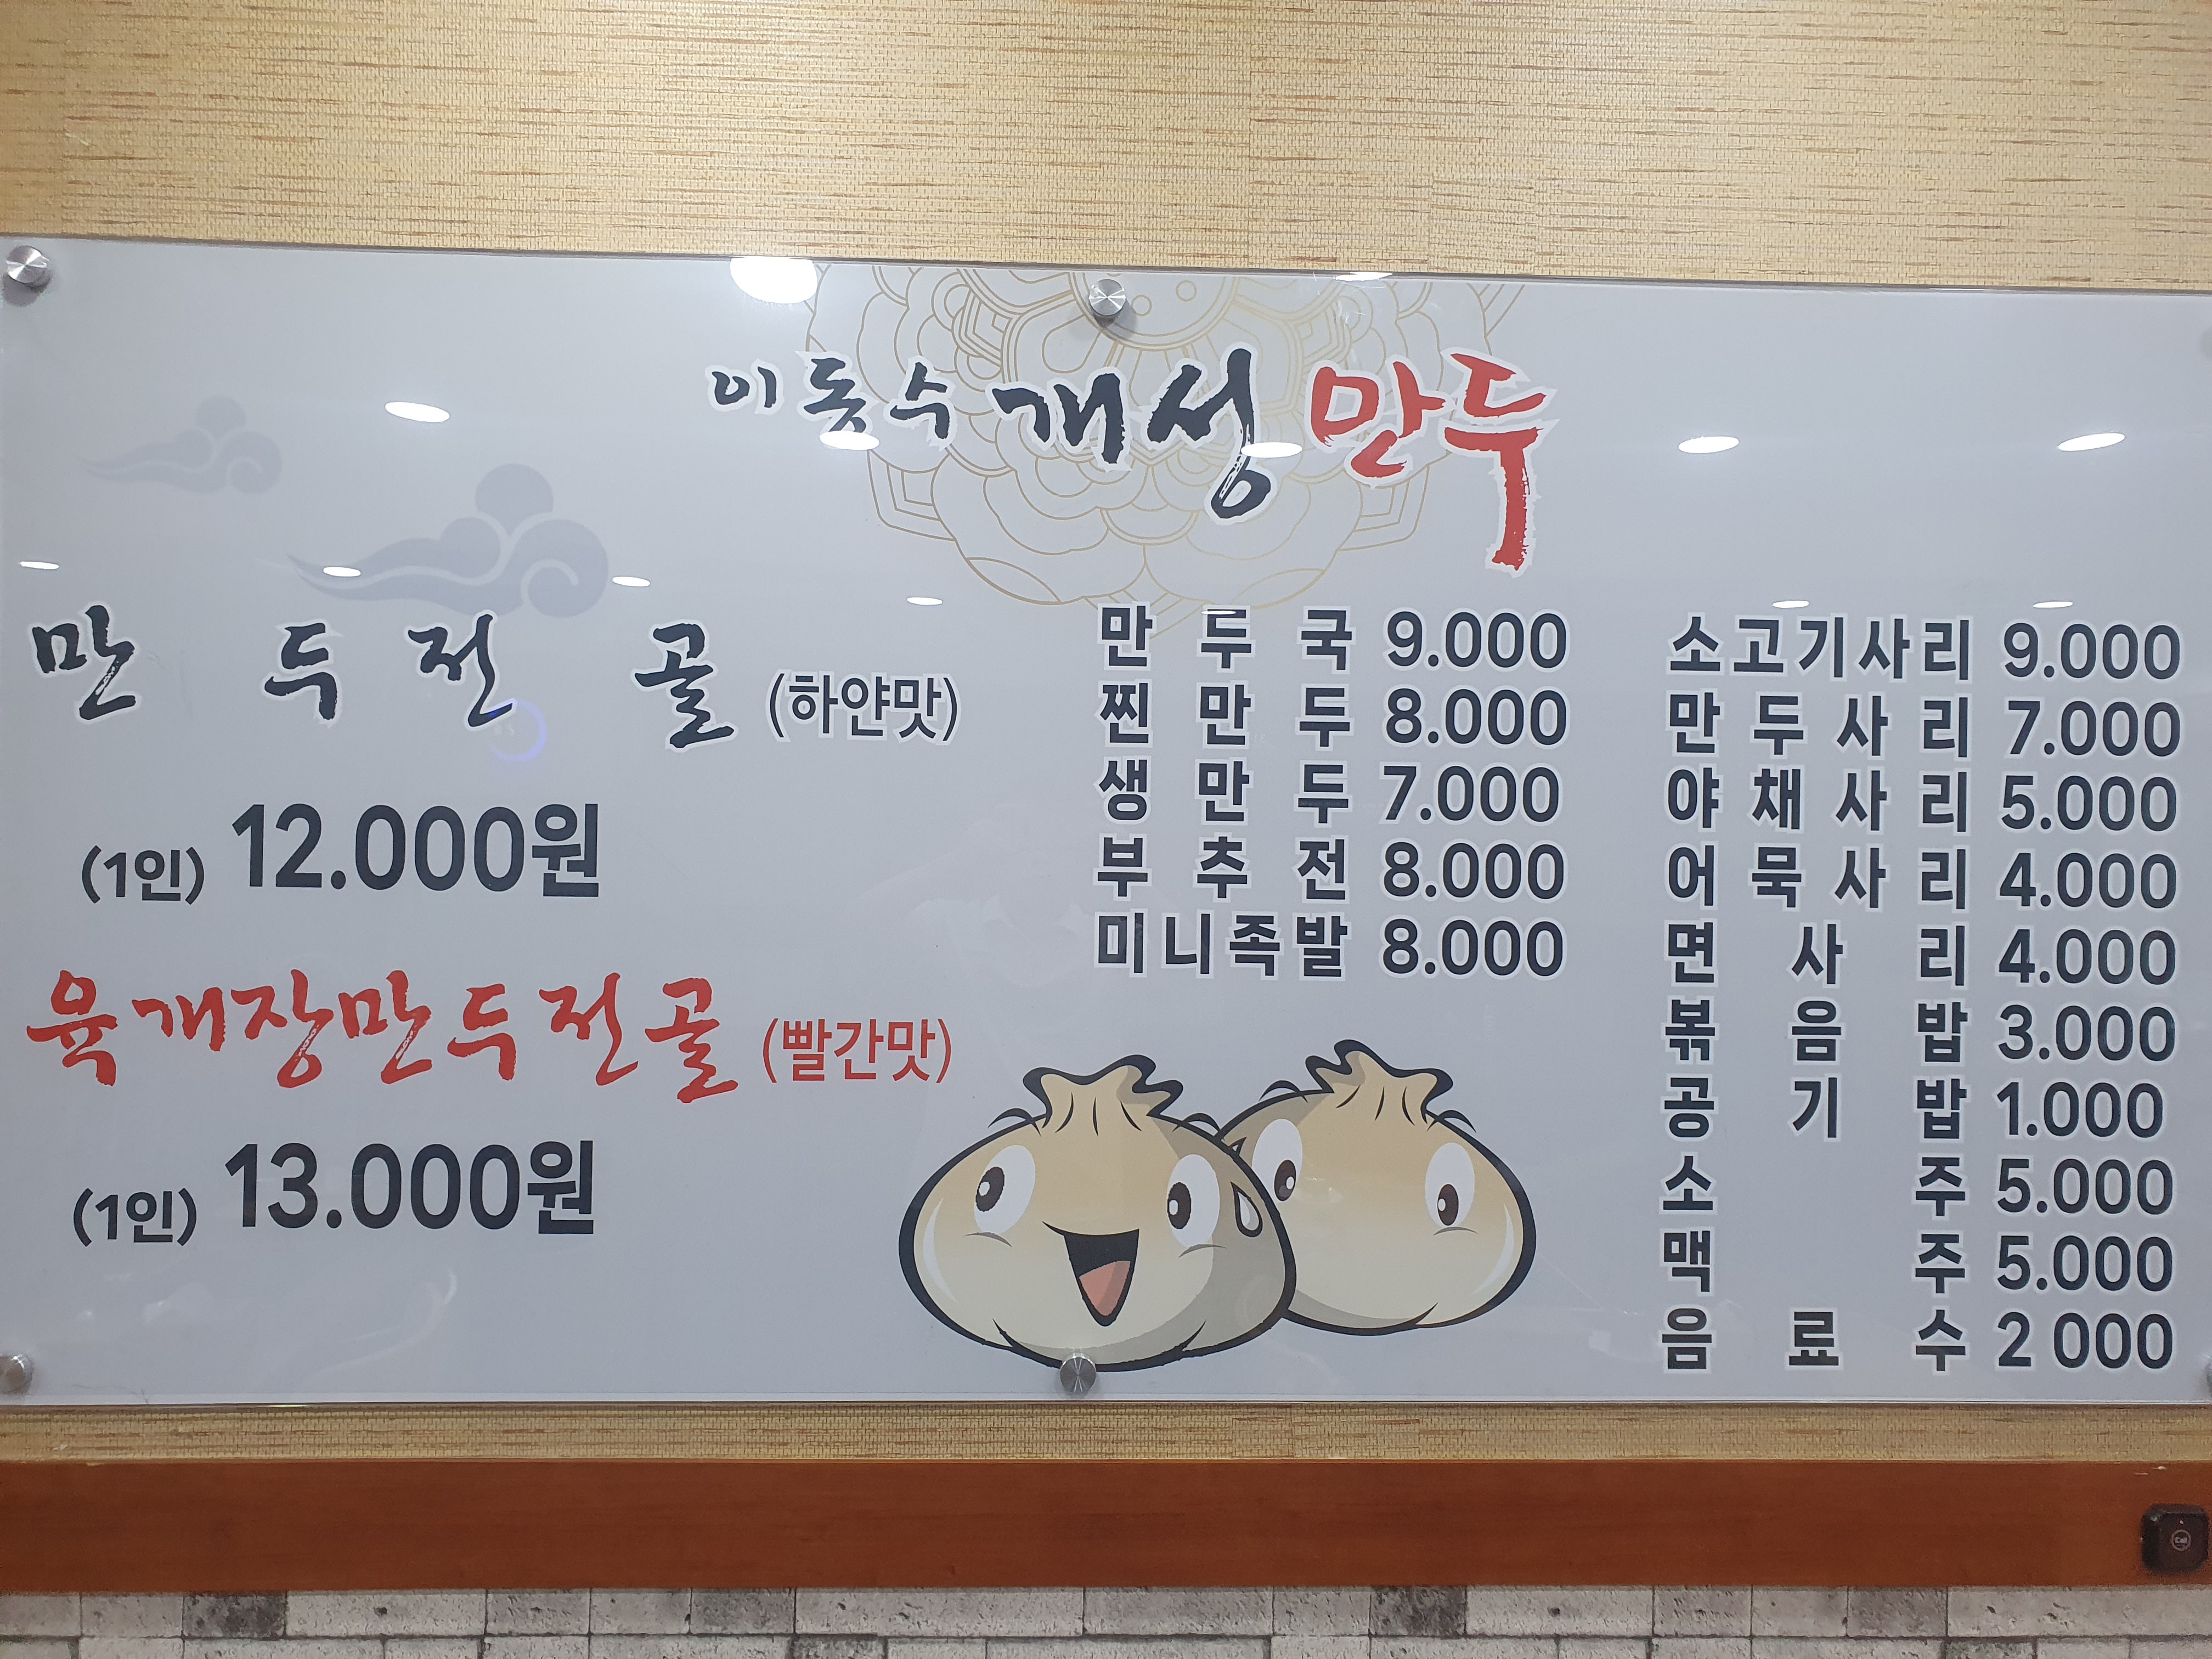 이동수 개성만두
만두전골 (하얀맛)
(1인) 12.000원
육개장만두전골 (빨간맛)
(1인) 13.000원
만두국 9.000
찐만두 8.000
생만두 7.000
부추전 8.000
미니족발 8.000
소고기사리 9.000
만두사리 7.000
야채사리 5.000
어묵사리 4.000
면사리 4.000
볶음밥 3.000
공기밥 1.000
소주 5.000
맥주 5.000
음료수 2 000
Call